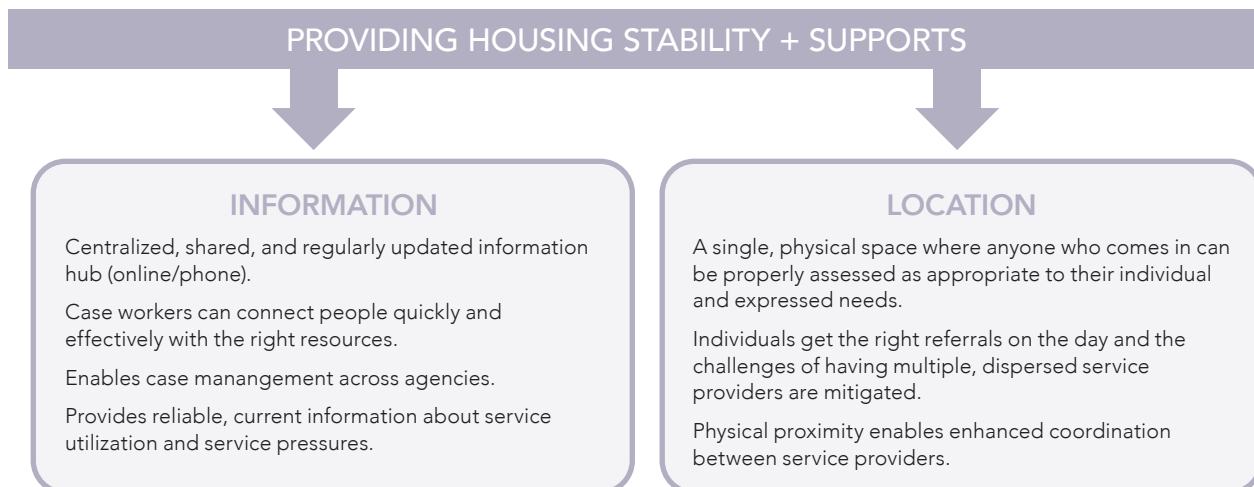 PROVIDING HOUSING STABILITY + SUPPORTS
INFORMATION
Centralized, shared, and regularly updated information
hub (online/phone).
Case workers can connect people quickly and
effectively with the right resources.
Enables case manangement across agencies.
Provides reliable, current information about service
utilization and service pressures.
LOCATION
A single, physical space where anyone who comes in can
be properly assessed as appropriate to their individual
and expressed needs.
Individuals get the right referrals on the day and the
challenges of having multiple, dispersed service
providers are mitigated.
Physical proximity enables enhanced coordination
between service providers.